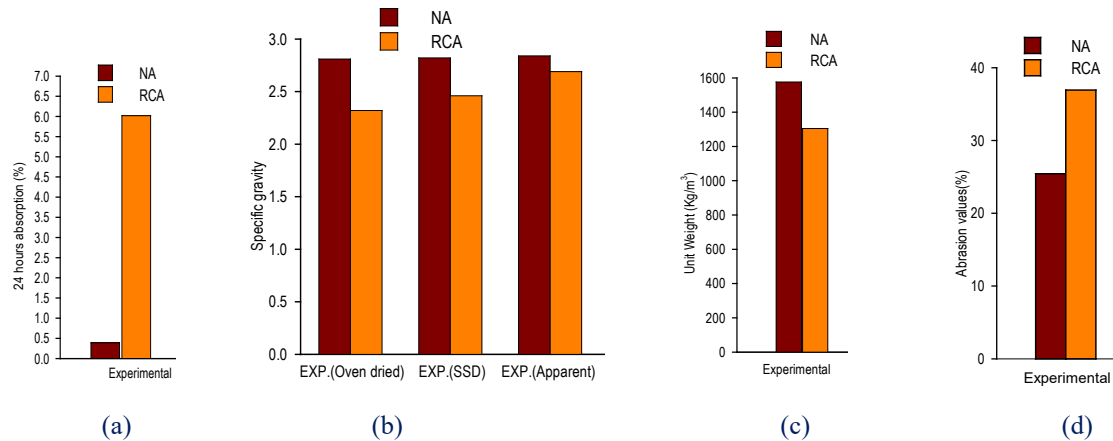 NA
RCA
24 hours absorption (%)
7.0
6.5
6.0
5.5
5.0
4.5
4.0
3.5
3.0
2.5
2.0
1.5
1.0
0.5
0.0
Experimental
(a)
NA
RCA
Specific gravity
3.0
2.5
2.0
1.5
1.0
0.5
0.0
EXP.(Oven dried) EXP.(SSD) EXP.(Apparent)
(b)
NA
RCA
Unit Weight (Kg/m³)
1600
1400
1200
1000
800
600
400
200
0
Experimental
(c)
NA
RCA
Abrasion values(%)
40
30
20
10
0
Experimental
(d)